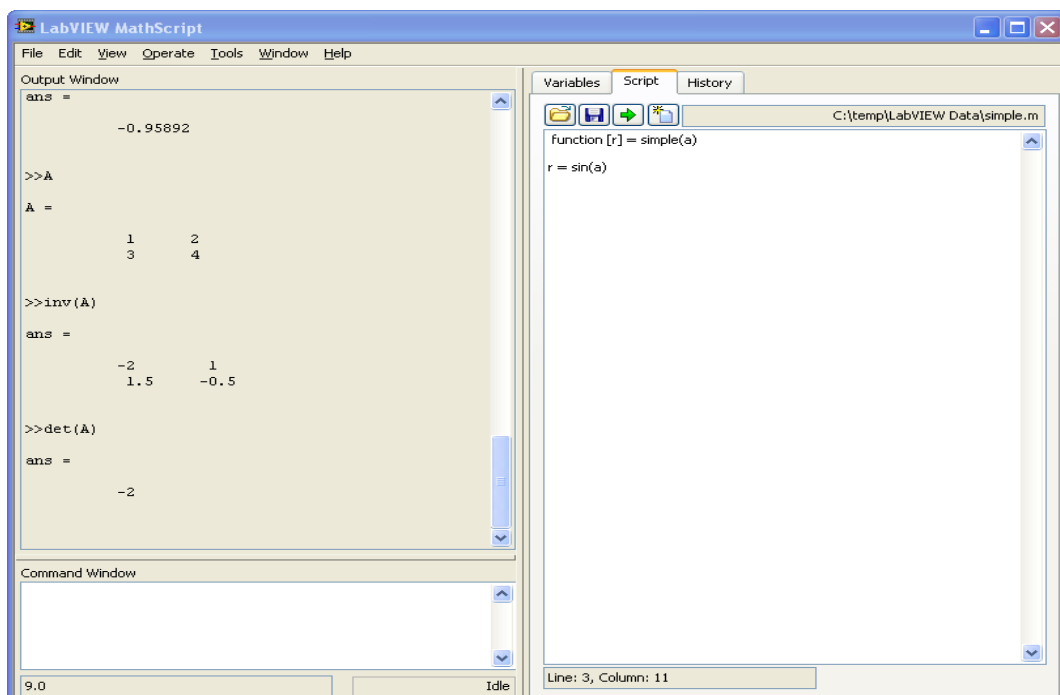 LabVIEW MathScript
File Edit View Operate Tools Window Help
Output Window
ans =
-0.95892
>>A
A =
1 2
3 4
>>inv(A)
ans =
-2 1
1.5 -0.5
>>det(A)
ans =
-2
Command Window
9.0 Idle
Variables Script History
C:\temp\LabVIEW Data\simple.m
function [r] = simple(a)
r = sin(a)
Line: 3, Column: 11